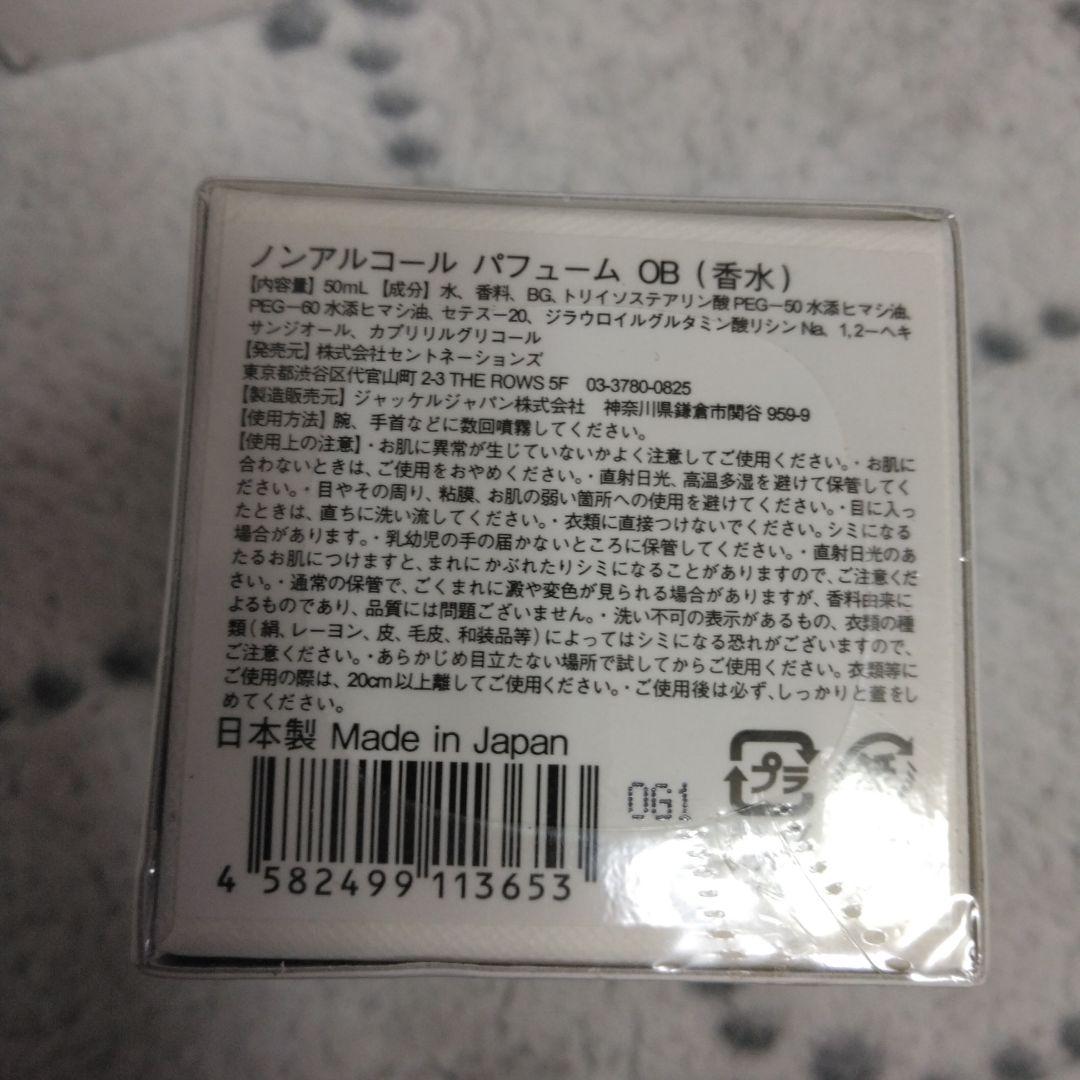 ノンアルコール パフューム OB (香水)
【内容量】50mL【成分】水、香料、BG、トリイソステアリン酸PEG－50水添ヒマシ油、
PEG－60水添ヒマシ油、セテス－20、ジラウロイルグルタミン酸リシンNa、1,2－ヘキ
サンジオール、カプリリルグリコール
【発売元】株式会社セントネーションズ
東京都渋谷区代官山町2-3 THE ROWS 5F 03-3780-0825
【製造販売元】ジャッケルジャパン株式会社 神奈川県鎌倉市関谷959-9
【使用方法】腕、手首などに数回噴霧してください。
【使用上の注意】・お肌に異常が生じていないかよく注意してご使用ください。・お肌に
合わないときは、ご使用をおやめください。・直射日光、高温多湿を避けて保管してく
ださい。・目やその周り、粘膜、お肌の弱い箇所への使用を避けてください。・目に入っ
たときは、直ちに洗い流してください。・衣類に直接つけないでください。シミになる
場合があります。・乳幼児の手の届かないところに保管してください。・直射日光のあ
たるお肌につけますと、まれにかぶれたりシミになることがありますので、ご注意くだ
さい。・通常の保管で、ごくまれに澱や変色が見られる場合がありますが、香料由来に
よるものであり、品質には問題ございません。・洗い不可の表示があるもの、衣類の種
類(絹、レーヨン、皮、毛皮、和装品等)によってはシミになる恐れがございますので、
ご注意ください。・あらかじめ目立たない場所で試してからご使用ください。衣類等に
ご使用の際は、20cm以上離してご使用ください。・ご使用後は必ず、しっかりと蓋をし
めてください。
日本製 Made in Japan
プラ
4 582499 113653